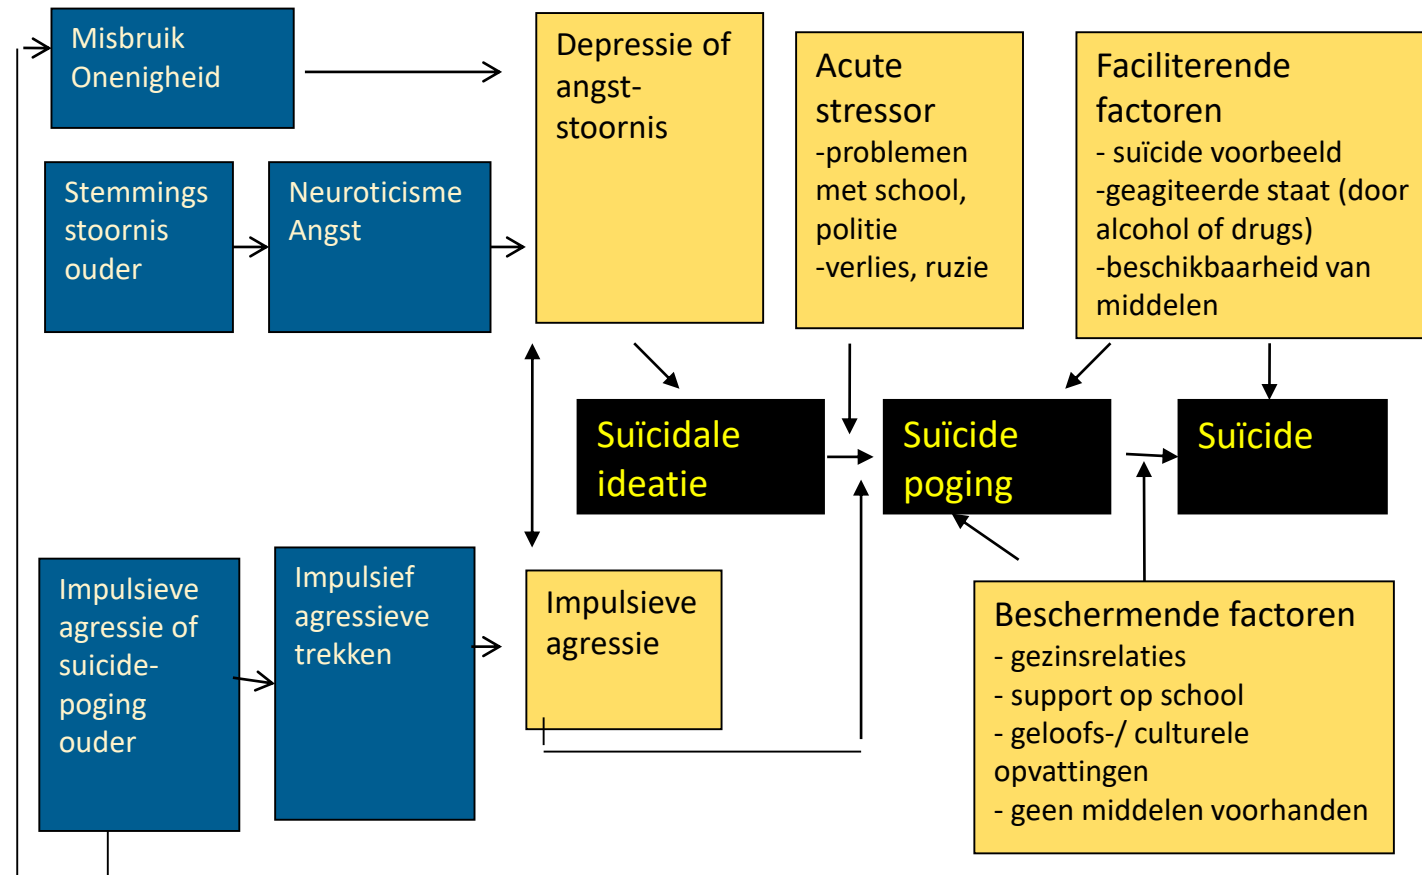 Misbruik
Onenigheid
Depressie of
angst-
stoornis
Acute
stressor
-problemen
met school,
politie
-verlies, ruzie
Faciliterende
factoren
- suïcide voorbeeld
-geagiteerde staat (door
alcohol of drugs)
-beschikbaarheid van
middelen
Stemmings
stoornis
ouder
Neuroticisme
Angst
Suïcidale
ideatie
Suïcide
poging
Suïcide
Impulsieve
agressie of
suicide-
poging
ouder
Impulsief
agressieve
trekken
Impulsieve
agressie
Beschermende factoren
- gezinsrelaties
- support op school
- geloofs-/ culturele
opvattingen
- geen middelen voorhanden